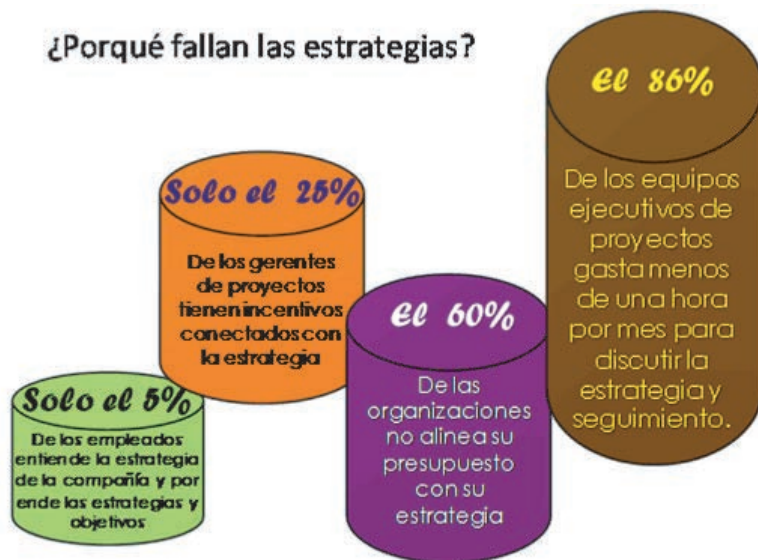 ¿Porqué fallan las estrategias?
Solo el 5%
De los empleados
entiende la estrategia
de la compañía y por
ende las estrategias y
objetivos
Solo el 25%
De los gerentes
de proyectos
tienen incentivos
conectados con
la estrategia
El 60%
De las
organizaciones
no alinea su
presupuesto
con su
estrategia
El 86%
De los equipos
ejecutivos de
proyectos
gasta menos
de una hora
por mes para
discutir la
estrategia y
seguimiento.